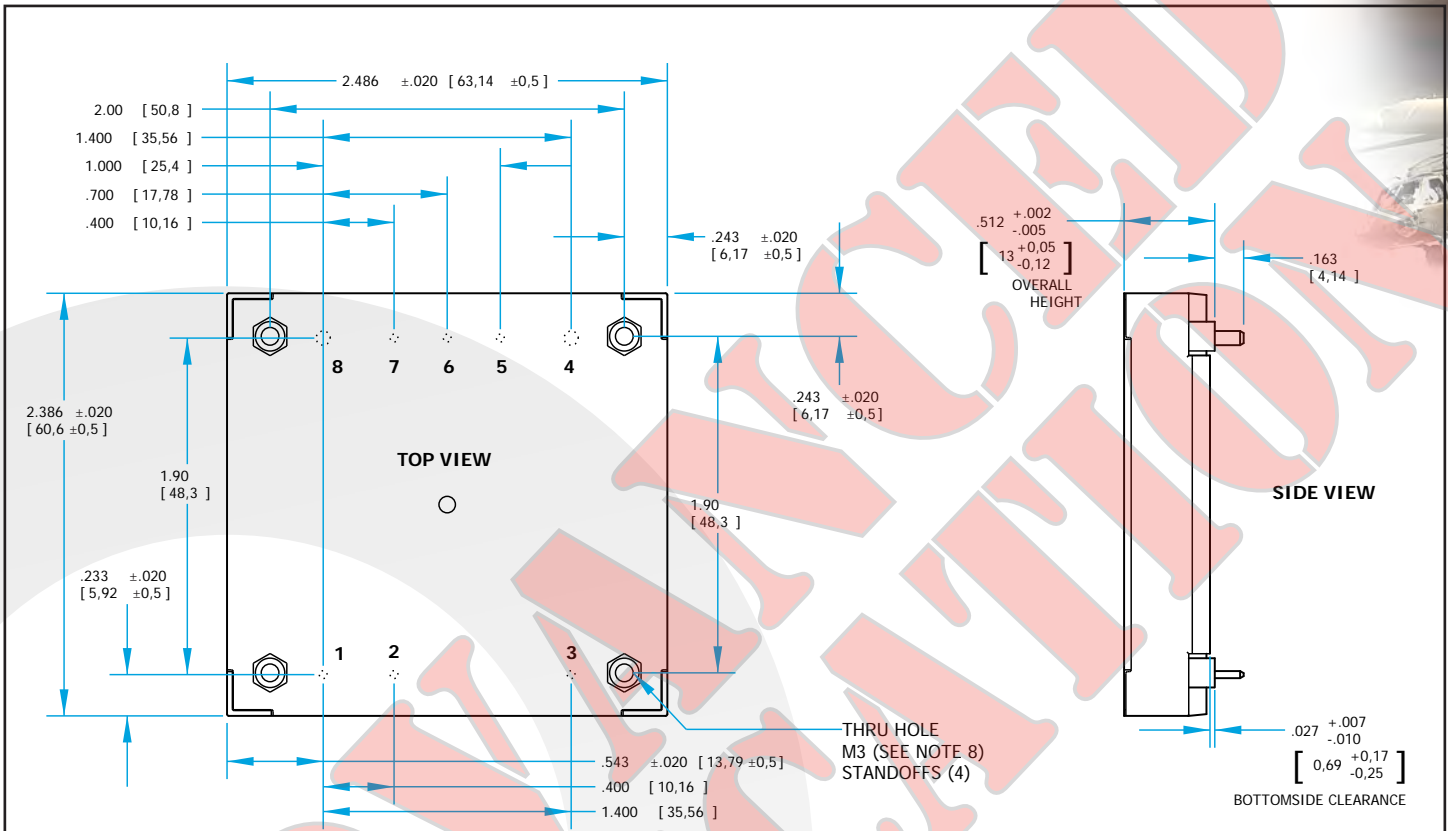 2.486 ±.020 [ 63,14 ±0,5 ]
2.00 [ 50,8 ]
1.400 [ 35,56 ]
1.000 [ 25,4 ]
.700 [ 17,78 ]
.400 [ 10,16 ]
.243 ±.020
[ 6,17 ±0,5 ]
.512 +.002
-.005
[ 13 +0,05
-0,12 ]
OVERALL
HEIGHT
.163
[ 4,14 ]
8 7 6 5 4
2.386 ±.020
[ 60,6 ±0,5 ]
.243 ±.020
[ 6,17 ±0,5 ]
TOP VIEW
1.90
[ 48,3 ]
1.90
[ 48,3 ]
SIDE VIEW
.233 ±.020
[ 5,92 ±0,5 ]
1 2 3
THRU HOLE
M3 (SEE NOTE 8)
STANDOFFS (4)
.027 +.007
-.010
[ 0,69 +0,17
-0,25 ]
BOTTOMSIDE CLEARANCE
.543 ±.020 [ 13,79 ±0,5 ]
.400 [ 10,16 ]
1.400 [ 35,56 ]